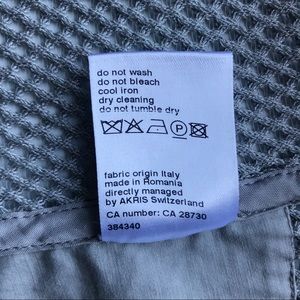 do not wash
do not bleach
cool iron
dry cleaning
do not tumble dry
P
fabric origin Italy
made in Romania
directly managed
by AKRIS Switzerland
CA number: CA 28730
384340